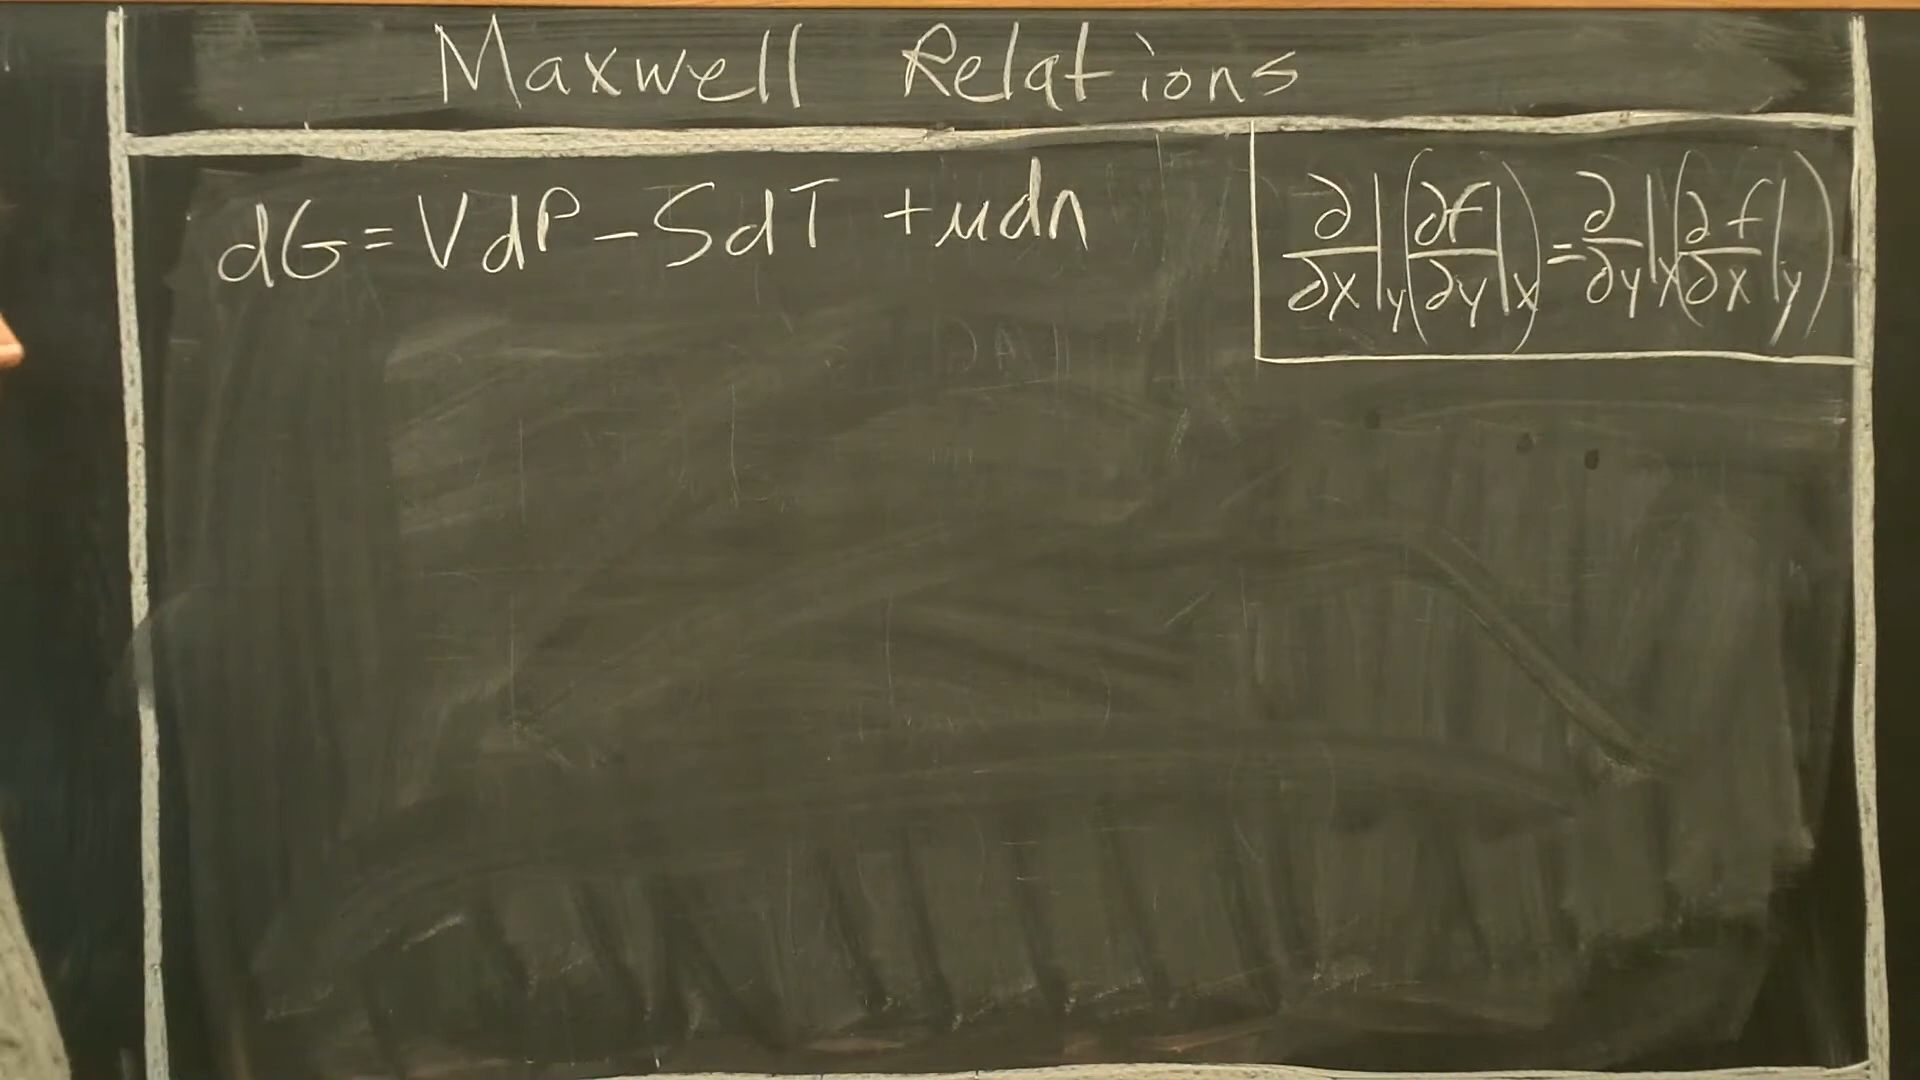 Maxwell Relations
dG = VdP - SdT + μdn
∂/∂x|y (∂f/∂y|x) = ∂/∂y|x (∂f/∂x|y)